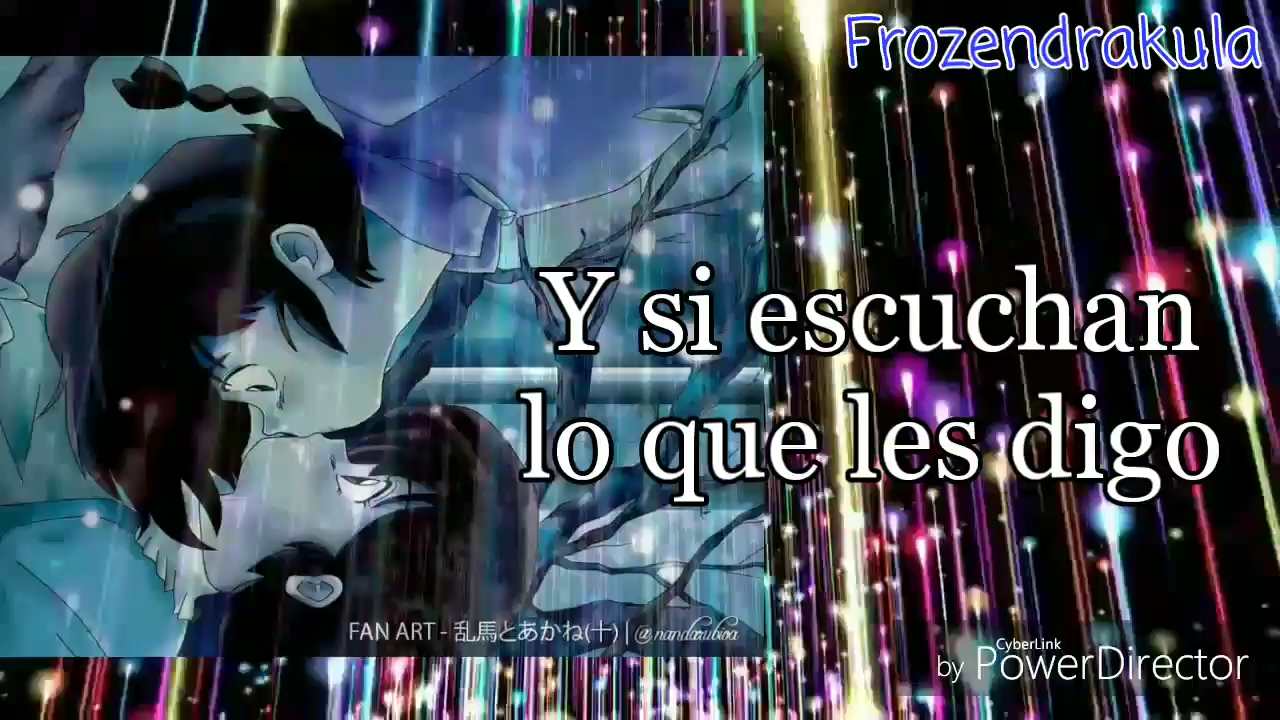 Frozendrakula
Y si escuchan
lo que les digo
FAN ART - 乱馬とあかね(十) | @nandarubioa
CyberLink
by PowerDirector